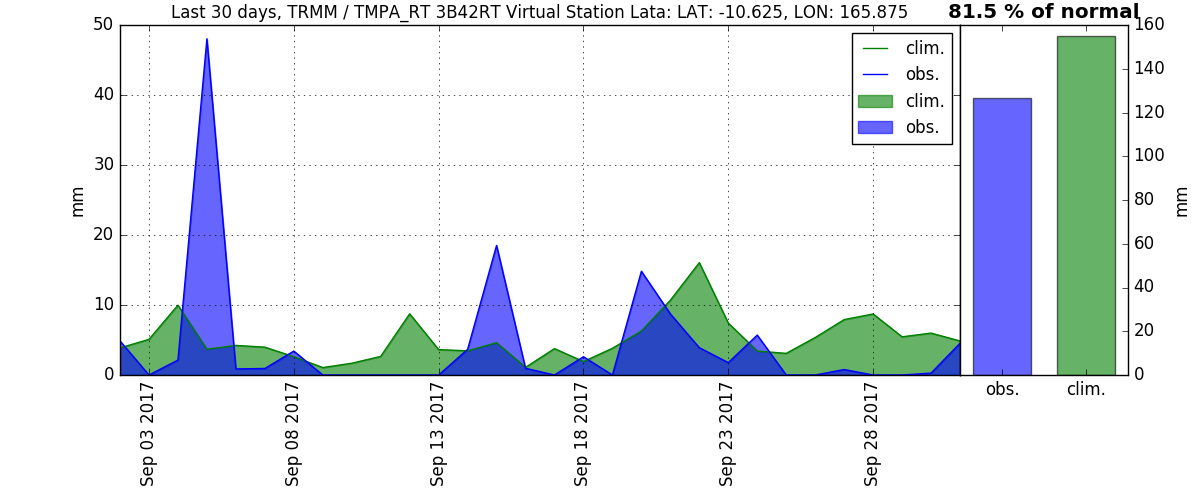 Last 30 days, TRMM / TMPA_RT 3B42RT Virtual Station Lata: LAT: -10.625, LON: 165.875
81.5 % of normal
50
40
30
20
10
0
mm
clim.
obs.
clim.
obs.
160
140
120
100
80
60
40
20
0
mm
Sep 03 2017
Sep 08 2017
Sep 13 2017
Sep 18 2017
Sep 23 2017
Sep 28 2017
obs.
clim.